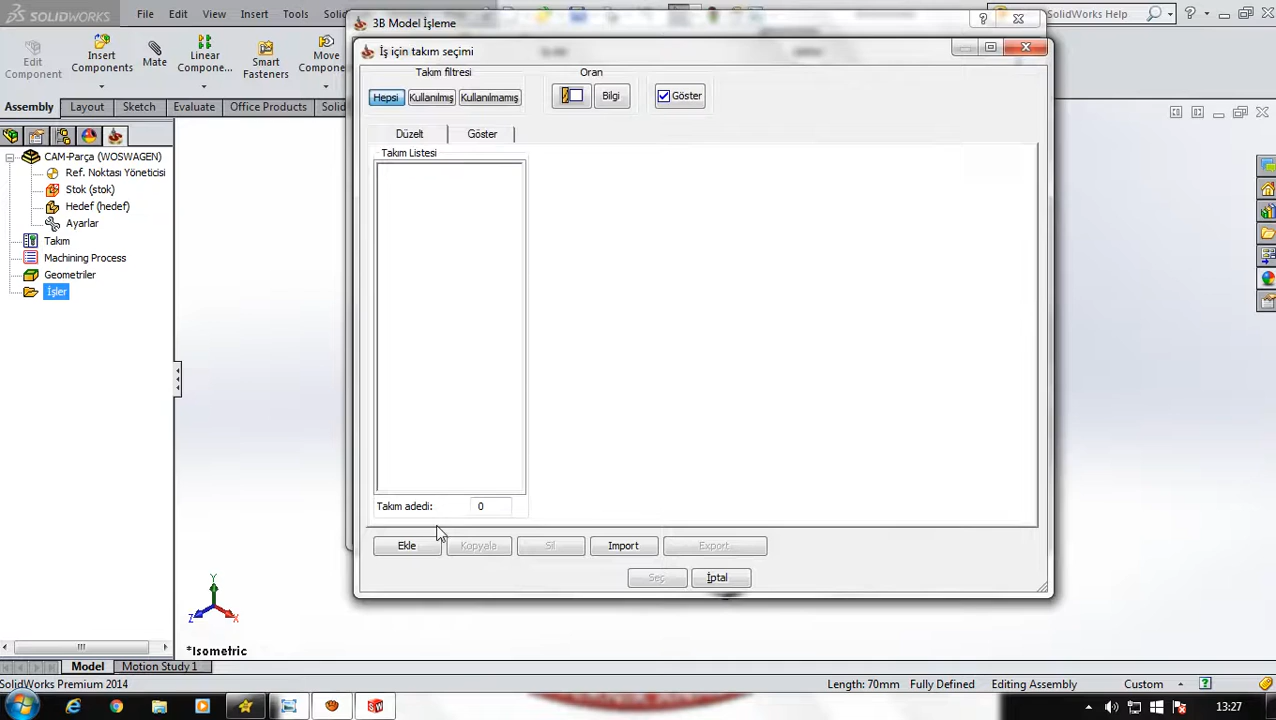 SOLIDWORKS
File Edit View Insert Tools
SolidWorks Help
3B Model İşleme
İş için takım seçimi
Edit Component
Insert Components
Mate
Linear Compone...
Smart Fasteners
Move Compone
Assembly Layout Sketch Evaluate Office Products Solid
Takım filtresi
Hepsi Kullanılmış Kullanılmamış
Oran
Bilgi
Göster
Düzelt Göster
Takım Listesi
CAM-Parça (WOSWAGEN)
Ref. Noktası Yöneticisi
Stok (stok)
Hedef (hedef)
Ayarlar
Takım
Machining Process
Geometriler
İşler
Takım adedi: 0
Ekle Kopyala Sil Import Export
Seç İptal
Y
Z X
*Isometric
Model Motion Study 1
SolidWorks Premium 2014
Length: 70mm Fully Defined Editing Assembly Custom
13:27